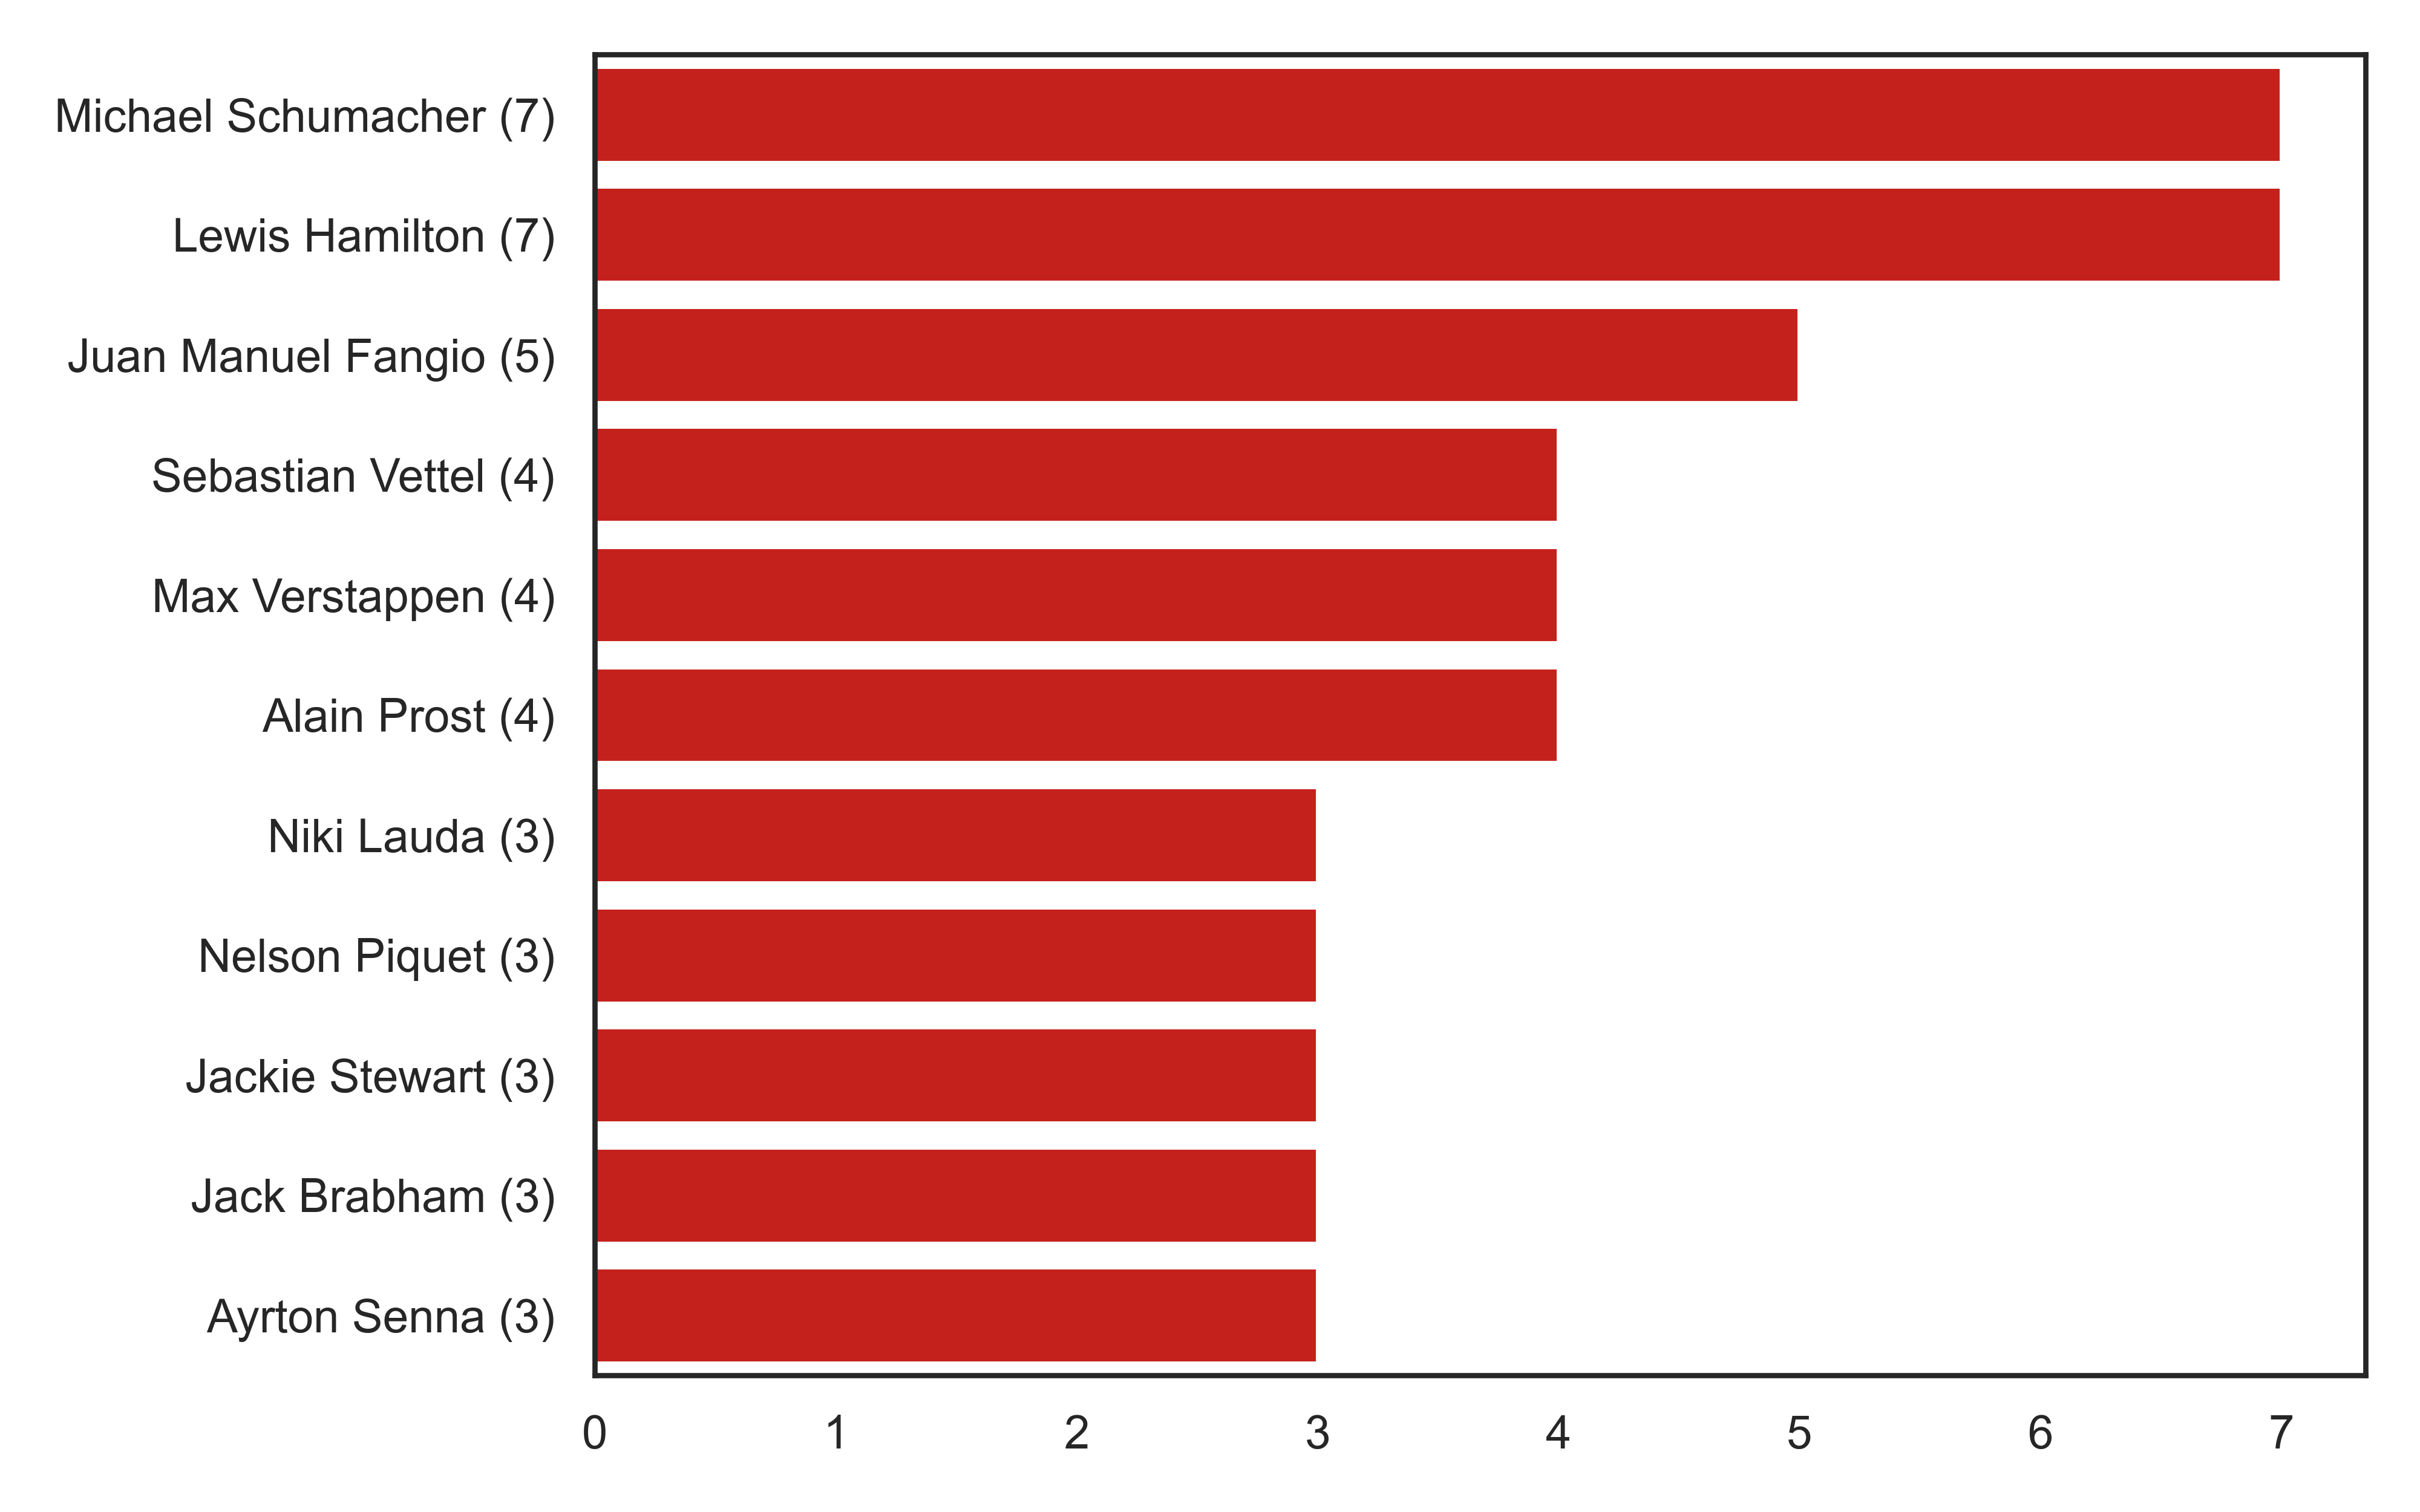 Michael Schumacher (7)
Lewis Hamilton (7)
Juan Manuel Fangio (5)
Sebastian Vettel (4)
Max Verstappen (4)
Alain Prost (4)
Niki Lauda (3)
Nelson Piquet (3)
Jackie Stewart (3)
Jack Brabham (3)
Ayrton Senna (3)
0 1 2 3 4 5 6 7